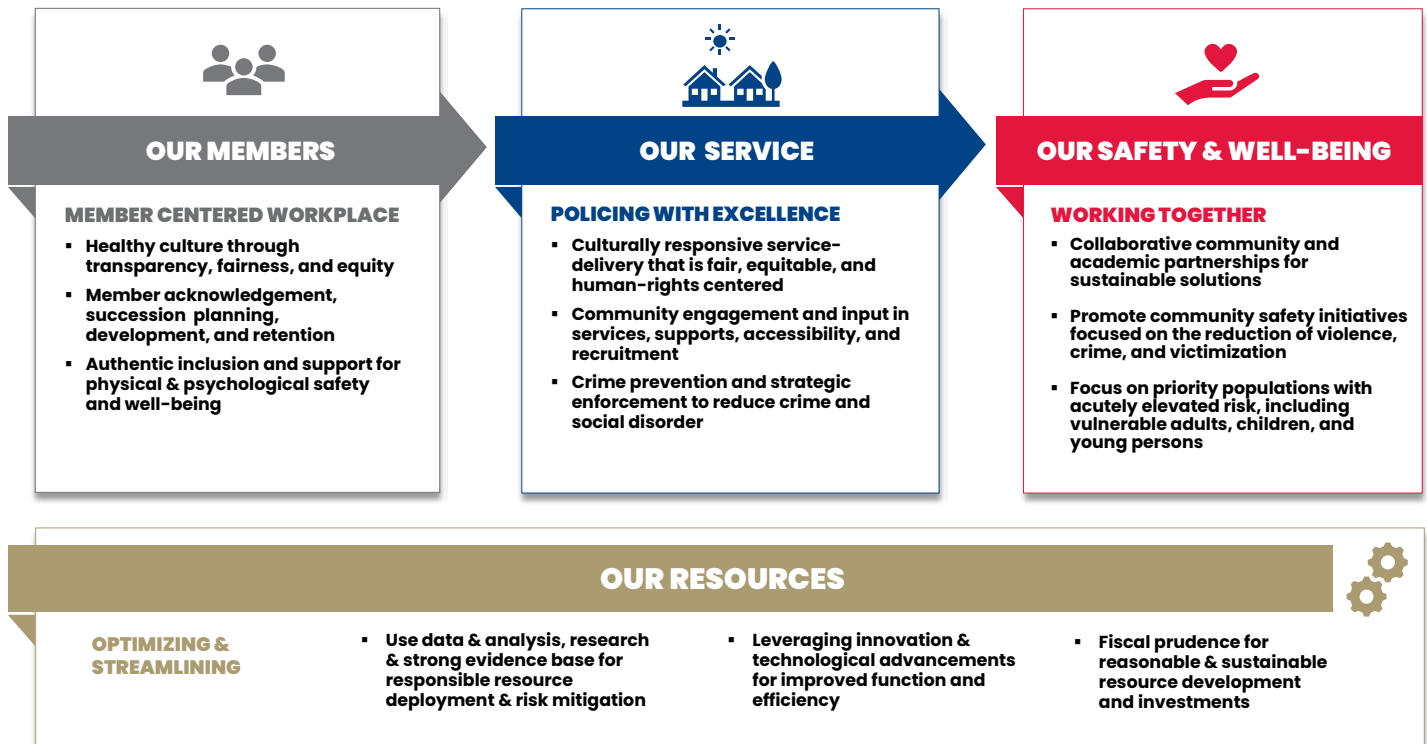 OUR MEMBERS
MEMBER CENTERED WORKPLACE
▪ Healthy culture through
transparency, fairness, and equity
▪ Member acknowledgement,
succession planning,
development, and retention
▪ Authentic inclusion and support for
physical & psychological safety
and well-being
OUR SERVICE
POLICING WITH EXCELLENCE
▪ Culturally responsive service-
delivery that is fair, equitable, and
human-rights centered
▪ Community engagement and input in
services, supports, accessibility, and
recruitment
▪ Crime prevention and strategic
enforcement to reduce crime and
social disorder
OUR SAFETY & WELL-BEING
WORKING TOGETHER
▪ Collaborative community and
academic partnerships for
sustainable solutions
▪ Promote community safety initiatives
focused on the reduction of violence,
crime, and victimization
▪ Focus on priority populations with
acutely elevated risk, including
vulnerable adults, children, and
young persons
OUR RESOURCES
OPTIMIZING &
STREAMLINING
▪ Use data & analysis, research
& strong evidence base for
responsible resource
deployment & risk mitigation
▪ Leveraging innovation &
technological advancements
for improved function and
efficiency
▪ Fiscal prudence for
reasonable & sustainable
resource development
and investments